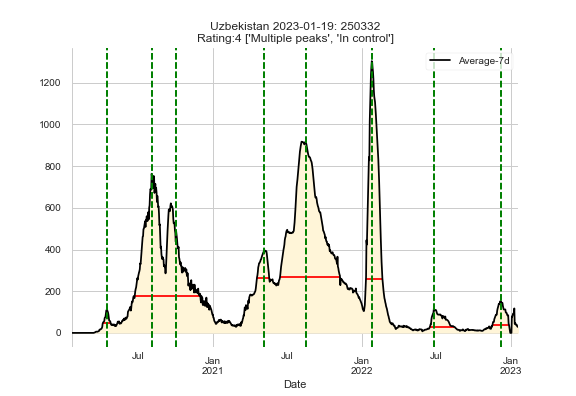 Uzbekistan 2023-01-19: 250332
Rating:4 ['Multiple peaks', 'In control']
Average-7d
1200
1000
800
600
400
200
0
Jul
Jan
2021
Jul
Jan
2022
Jul
Jan
2023
Date